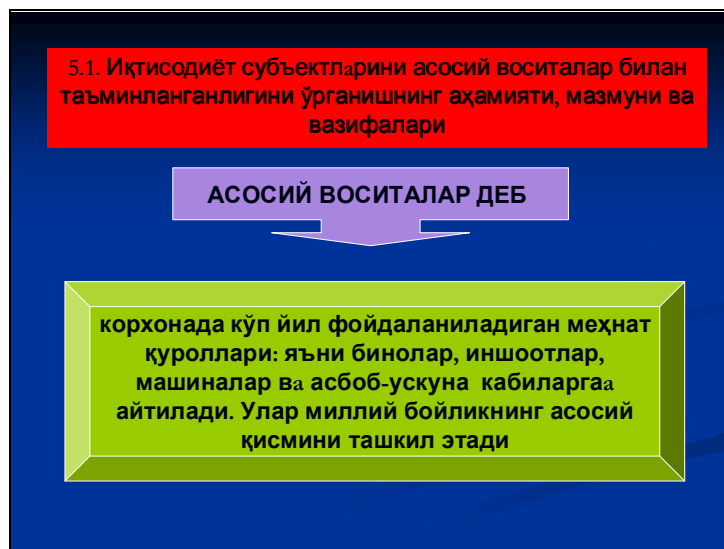 5.1. Иқтисодиёт субъектларини асосий воситалар билан
таъминланганлигини ўрганишнинг аҳамияти, мазмуни ва
вазифалари
АСОСИЙ ВОСИТАЛАР ДЕБ
корхонада кўп йил фойдаланиладиган меҳнат
қуроллари: яъни бинолар, иншоотлар,
машиналар ва асбоб-ускуна кабиларгаа
айтилади. Улар миллий бойликнинг асосий
қисмини ташкил этади